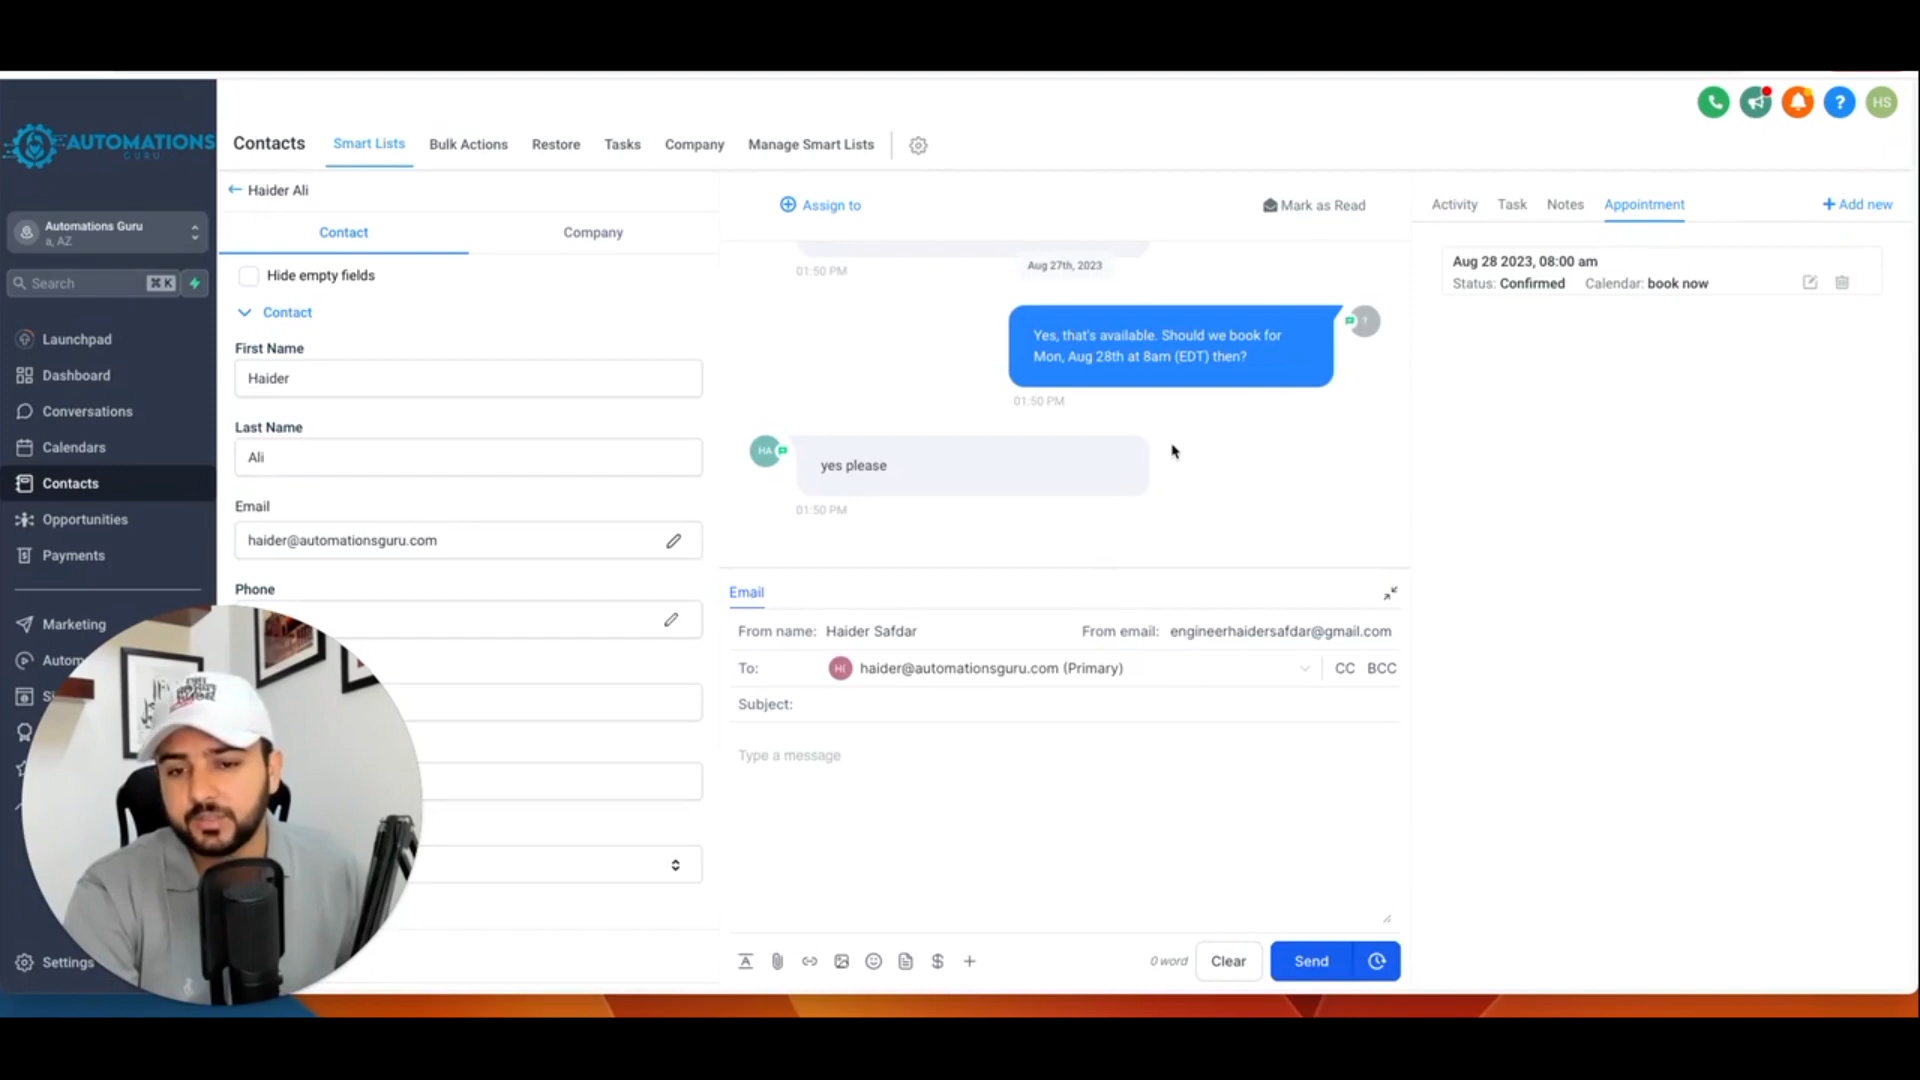 AUTOMATIONS
GURU
Automations Guru
a, AZ
Search
⌘ K
Launchpad
Dashboard
Conversations
Calendars
Contacts
Opportunities
Payments
Marketing
Autom
Si
Settings
Contacts
Smart Lists
Bulk Actions
Restore
Tasks
Company
Manage Smart Lists
? HS
Haider Ali
Contact
Company
Hide empty fields
Contact
First Name
Haider
Last Name
Ali
Email
haider@automationsguru.com
Phone
Assign to
Mark as Read
01:50 PM
Aug 27th, 2023
Yes, that's available. Should we book for
Mon, Aug 28th at 8am (EDT) then?
?
01:50 PM
HA
yes please
01:50 PM
Email
From name: Haider Safdar
From email: engineerhaidersafdar@gmail.com
To: H( haider@automationsguru.com (Primary)
CC BCC
Subject:
Type a message
0 word
Clear
Send
Activity
Task
Notes
Appointment
+ Add new
Aug 28 2023, 08:00 am
Status: Confirmed Calendar: book now